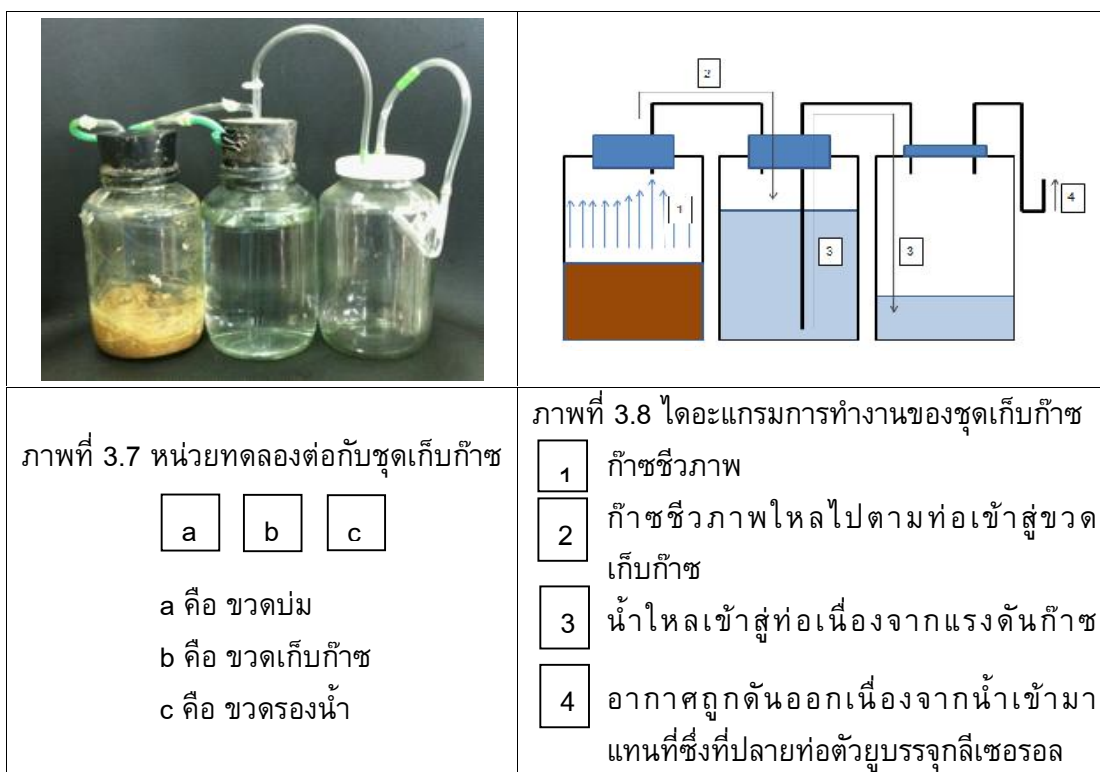 2
1
3
3
4
ภาพที่ 3.7 หน่วยทดลองต่อกับชุดเก็บก๊าซ
a b c
a คือ ขวดบ่ม
b คือ ขวดเก็บก๊าซ
c คือ ขวดรองน้ำ
ภาพที่ 3.8 ไดอะแกรมการทำงานของชุดเก็บก๊าซ
1 ก๊าซชีวภาพ
2 ก๊าซชีวภาพใหลไปตามท่อเข้าสู่ขวด
เก็บก๊าซ
3 น้ำใหลเข้าสู่ท่อเนื่องจากแรงดันก๊าซ
4 อากาศถูกดันออกเนื่องจากน้ำเข้ามา
แทนที่ซึ่งที่ปลายท่อตัวยูบรรจุกลีเซอรอล